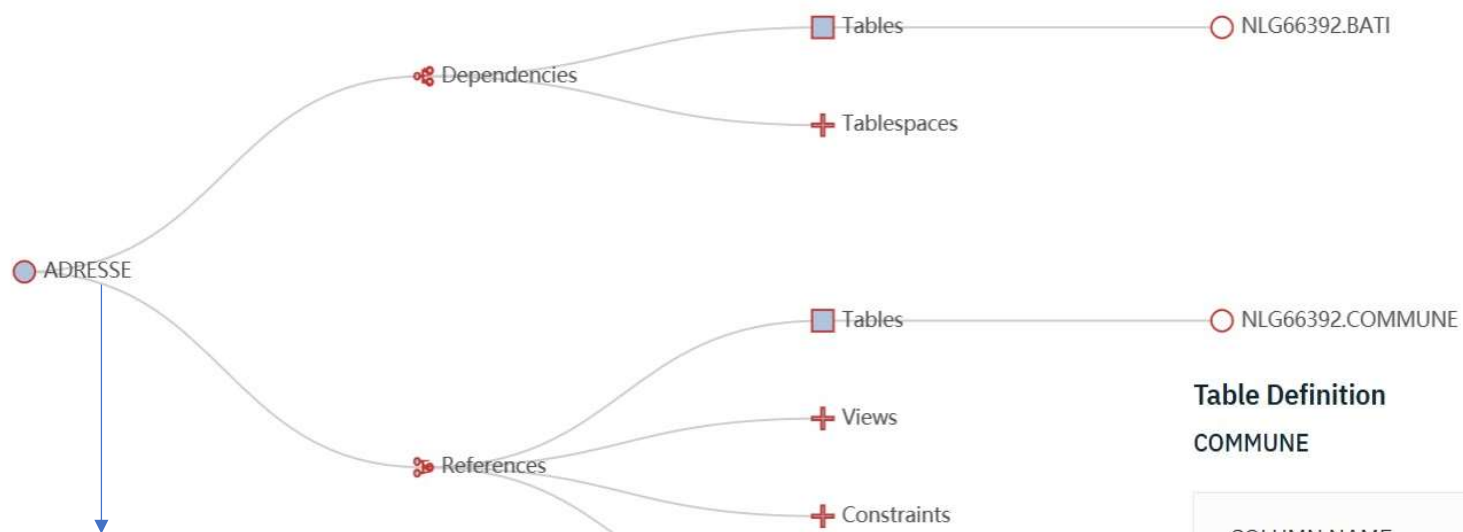 Tables
NLG66392.BATI
Dependencies
Tablespaces
ADRESSE
Tables
NLG66392.COMMUNE
Table Definition
Views
COMMUNE
References
Constraints